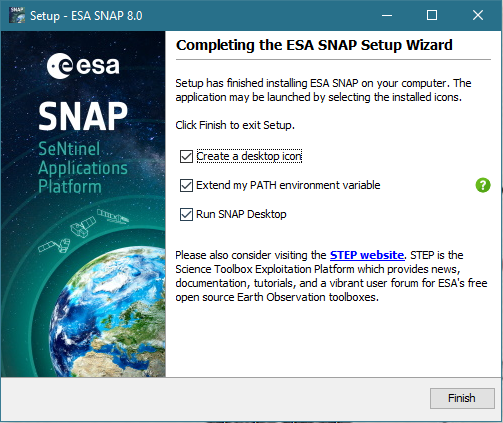 Setup - ESA SNAP 8.0
esa
SNAP
SeNtinel
Applications
Platform
Completing the ESA SNAP Setup Wizard
Setup has finished installing ESA SNAP on your computer. The
application may be launched by selecting the installed icons.
Click Finish to exit Setup.
Create a desktop icon
Extend my PATH environment variable
?
Run SNAP Desktop
Please also consider visiting the STEP website. STEP is the
Science Toolbox Exploitation Platform which provides news,
documentation, tutorials, and a vibrant user forum for ESA's free
open source Earth Observation toolboxes.
Finish